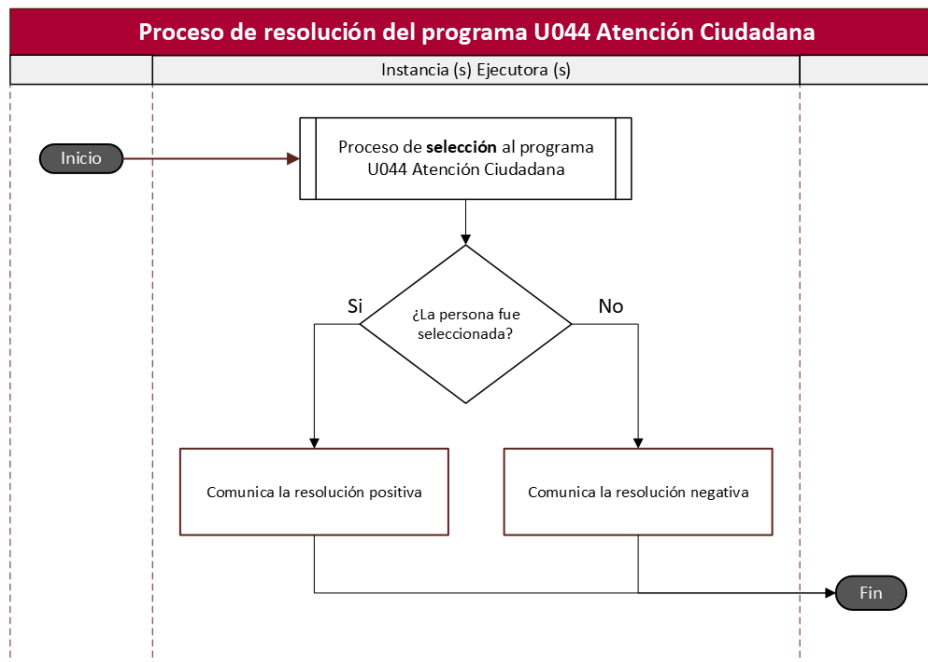 Proceso de resolución del programa U044 Atención Ciudadana
Instancia (s) Ejecutora (s)
Inicio
Proceso de selección al programa
U044 Atención Ciudadana
Si
¿La persona fue
seleccionada?
No
Comunica la resolución positiva
Comunica la resolución negativa
Fin